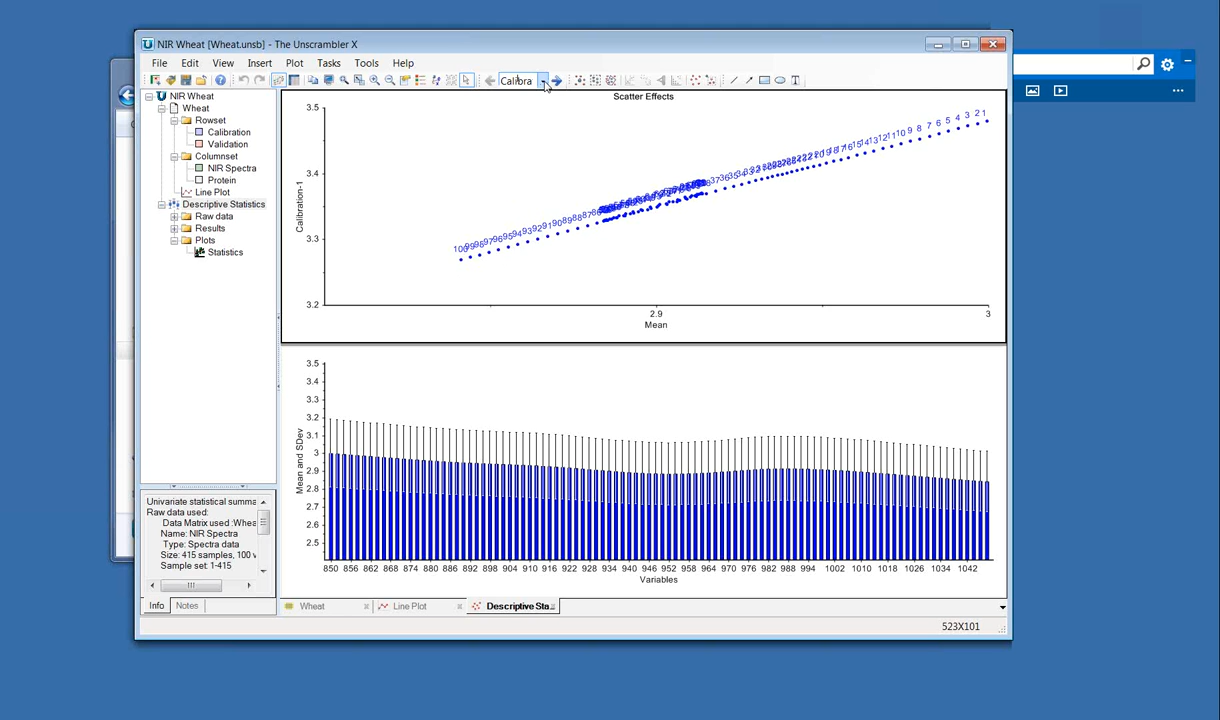 NIR Wheat [Wheat.unsb] - The Unscrambler X
File Edit View Insert Plot Tasks Tools Help
Calibra
NIR Wheat
Wheat
Rowset
Calibration
Validation
Columnset
NIR Spectra
Protein
Line Plot
Descriptive Statistics
Raw data
Results
Plots
Statistics
Univariate statistical summa
Raw data used:
Data Matrix used :Whea
Name: NIR Spectra
Type: Spectra data
Size: 415 samples, 100 v
Sample set: 1-415
Info Notes
Scatter Effects
3.5
3.4
3.3
3.2
Calibration-1
2.9 3
Mean
3.5
3.4
3.3
3.2
3.1
3
2.9
2.8
2.7
2.6
2.5
Mean and SDev
850 856 862 868 874 880 886 892 898 904 910 916 922 928 934 940 946 952 958 964 970 976 982 988 994 1002 1010 1018 1026 1034 1042
Variables
Wheat Line Plot Descriptive Sta...
523X101